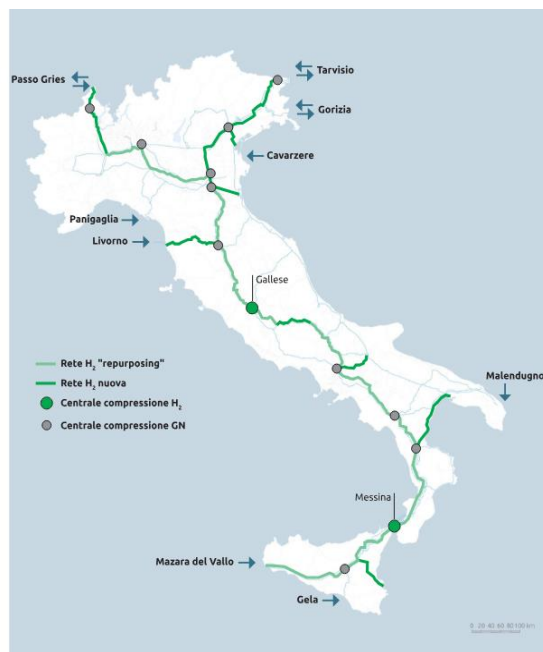 Tarvisio
Passo Gries
Gorizia
Cavarzere
Panigaglia
Livorno
Gallese
Rete H₂ "repurposing"
Rete H₂ nuova
Malendugno
Centrale compressione H₂
Centrale compressione GN
Messina
Mazara del Vallo
Gela
0 20 40 60 80 100 km